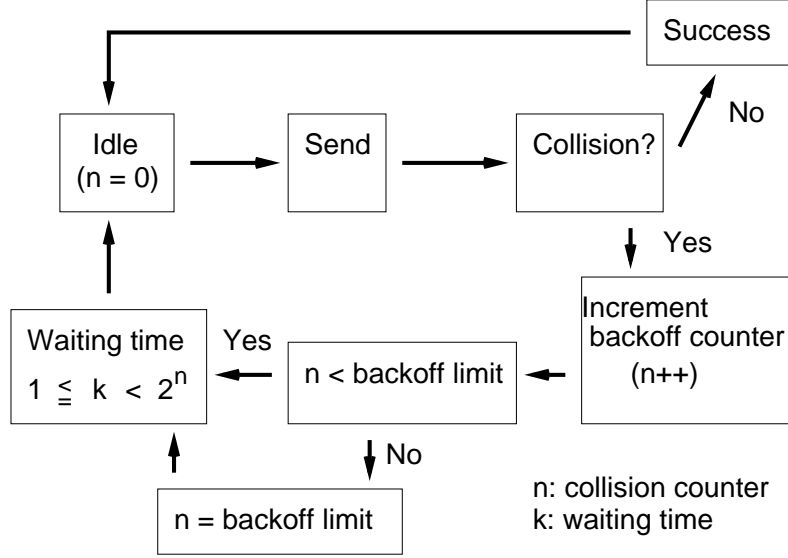 Success
No
Idle
(n = 0)
Send
Collision?
Yes
Increment
backoff counter
(n++)
Waiting time
1 ≦ k < 2^n
Yes
n < backoff limit
No
n = backoff limit
n: collision counter
k: waiting time